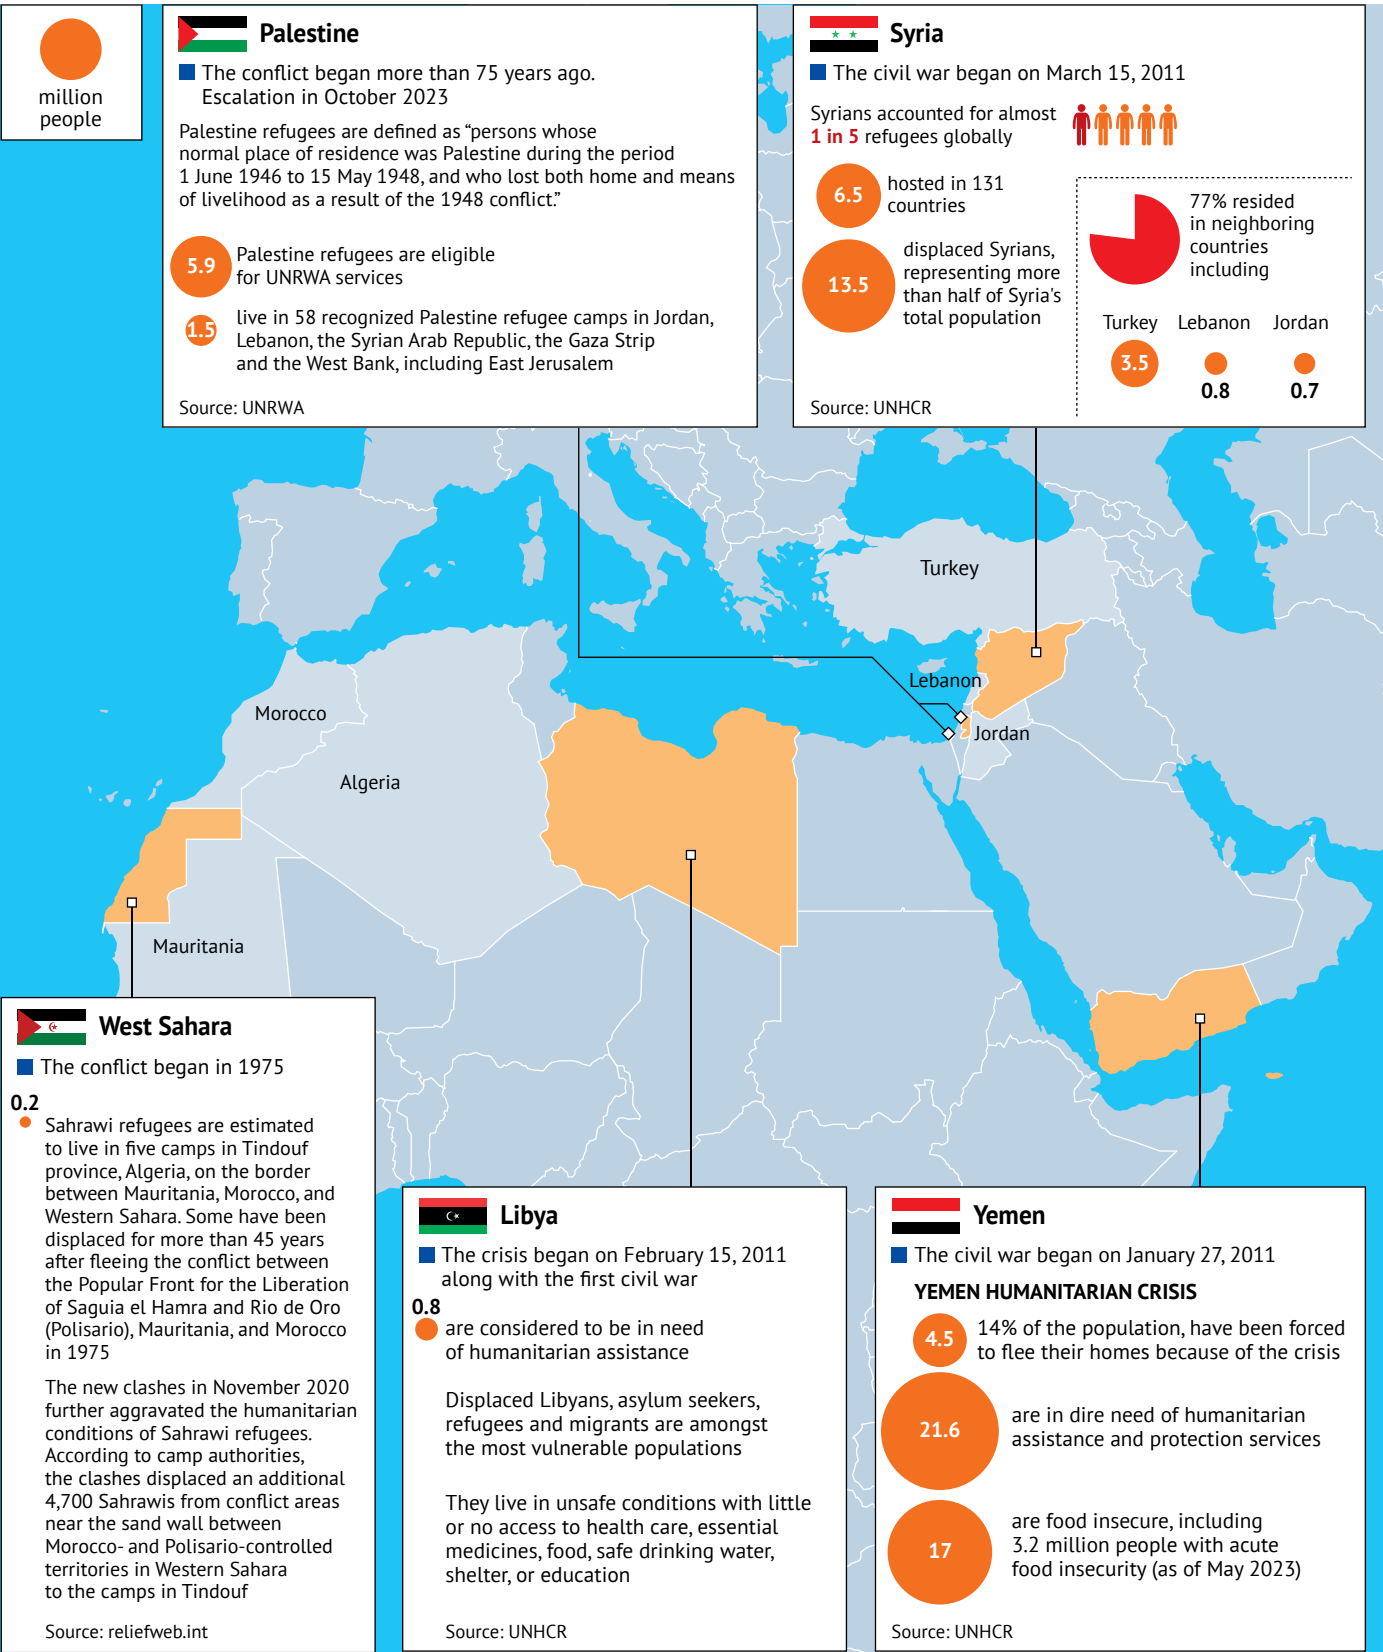 million
people
Palestine
The conflict began more than 75 years ago.
Escalation in October 2023
Palestine refugees are defined as “persons whose
normal place of residence was Palestine during the period
1 June 1946 to 15 May 1948, and who lost both home and means
of livelihood as a result of the 1948 conflict.”
5.9
Palestine refugees are eligible
for UNRWA services
1.5
live in 58 recognized Palestine refugee camps in Jordan,
Lebanon, the Syrian Arab Republic, the Gaza Strip
and the West Bank, including East Jerusalem
Source: UNRWA
Syria
The civil war began on March 15, 2011
Syrians accounted for almost
1 in 5 refugees globally
6.5
hosted in 131
countries
13.5
displaced Syrians,
representing more
than half of Syria's
total population
77% resided
in neighboring
countries
including
Turkey Lebanon Jordan
3.5
0.8 0.7
Source: UNHCR
Turkey
Lebanon
Jordan
Morocco
Algeria
Mauritania
West Sahara
The conflict began in 1975
0.2
Sahrawi refugees are estimated
to live in five camps in Tindouf
province, Algeria, on the border
between Mauritania, Morocco, and
Western Sahara. Some have been
displaced for more than 45 years
after fleeing the conflict between
the Popular Front for the Liberation
of Saguia el Hamra and Rio de Oro
(Polisario), Mauritania, and Morocco
in 1975
The new clashes in November 2020
further aggravated the humanitarian
conditions of Sahrawi refugees.
According to camp authorities,
the clashes displaced an additional
4,700 Sahrawis from conflict areas
near the sand wall between
Morocco- and Polisario-controlled
territories in Western Sahara
to the camps in Tindouf
Source: reliefweb.int
Libya
The crisis began on February 15, 2011
along with the first civil war
0.8
are considered to be in need
of humanitarian assistance
Displaced Libyans, asylum seekers,
refugees and migrants are amongst
the most vulnerable populations
They live in unsafe conditions with little
or no access to health care, essential
medicines, food, safe drinking water,
shelter, or education
Source: UNHCR
Yemen
The civil war began on January 27, 2011
YEMEN HUMANITARIAN CRISIS
4.5
14% of the population, have been forced
to flee their homes because of the crisis
21.6
are in dire need of humanitarian
assistance and protection services
17
are food insecure, including
3.2 million people with acute
food insecurity (as of May 2023)
Source: UNHCR